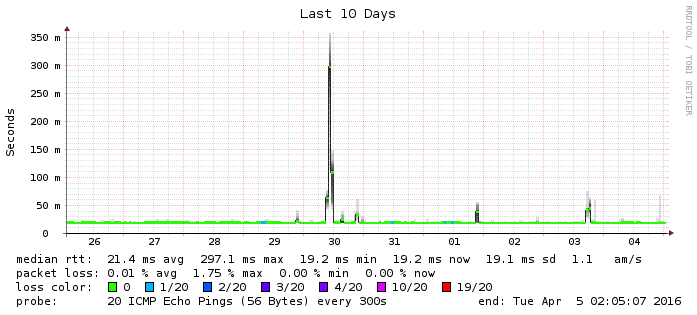 Last 10 Days
RRDTOOL / TOBI OETIKER
Seconds
350 m
300 m
250 m
200 m
150 m
100 m
50 m
0
26 27 28 29 30 31 01 02 03 04
median rtt: 21.4 ms avg 297.1 ms max 19.2 ms min 19.2 ms now 19.1 ms sd 1.1 am/s
packet loss: 0.01 % avg 1.75 % max 0.00 % min 0.00 % now
loss color: 0 1/20 2/20 3/20 4/20 10/20 19/20
probe: 20 ICMP Echo Pings (56 Bytes) every 300s end: Tue Apr 5 02:05:07 2016